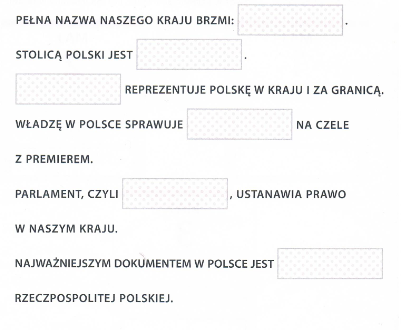 PEŁNA NAZWA NASZEGO KRAJU BRZMI: .
STOLICĄ POLSKI JEST .
REPREZENTUJE POLSKĘ W KRAJU I ZA GRANICĄ.
WŁADZĘ W POLSCE SPRAWUJE NA CZELE
Z PREMIEREM.
PARLAMENT, CZYLI , USTANAWIA PRAWO
W NASZYM KRAJU.
NAJWAŻNIEJSZYM DOKUMENTEM W POLSCE JEST
RZECZPOSPOLITEJ POLSKIEJ.